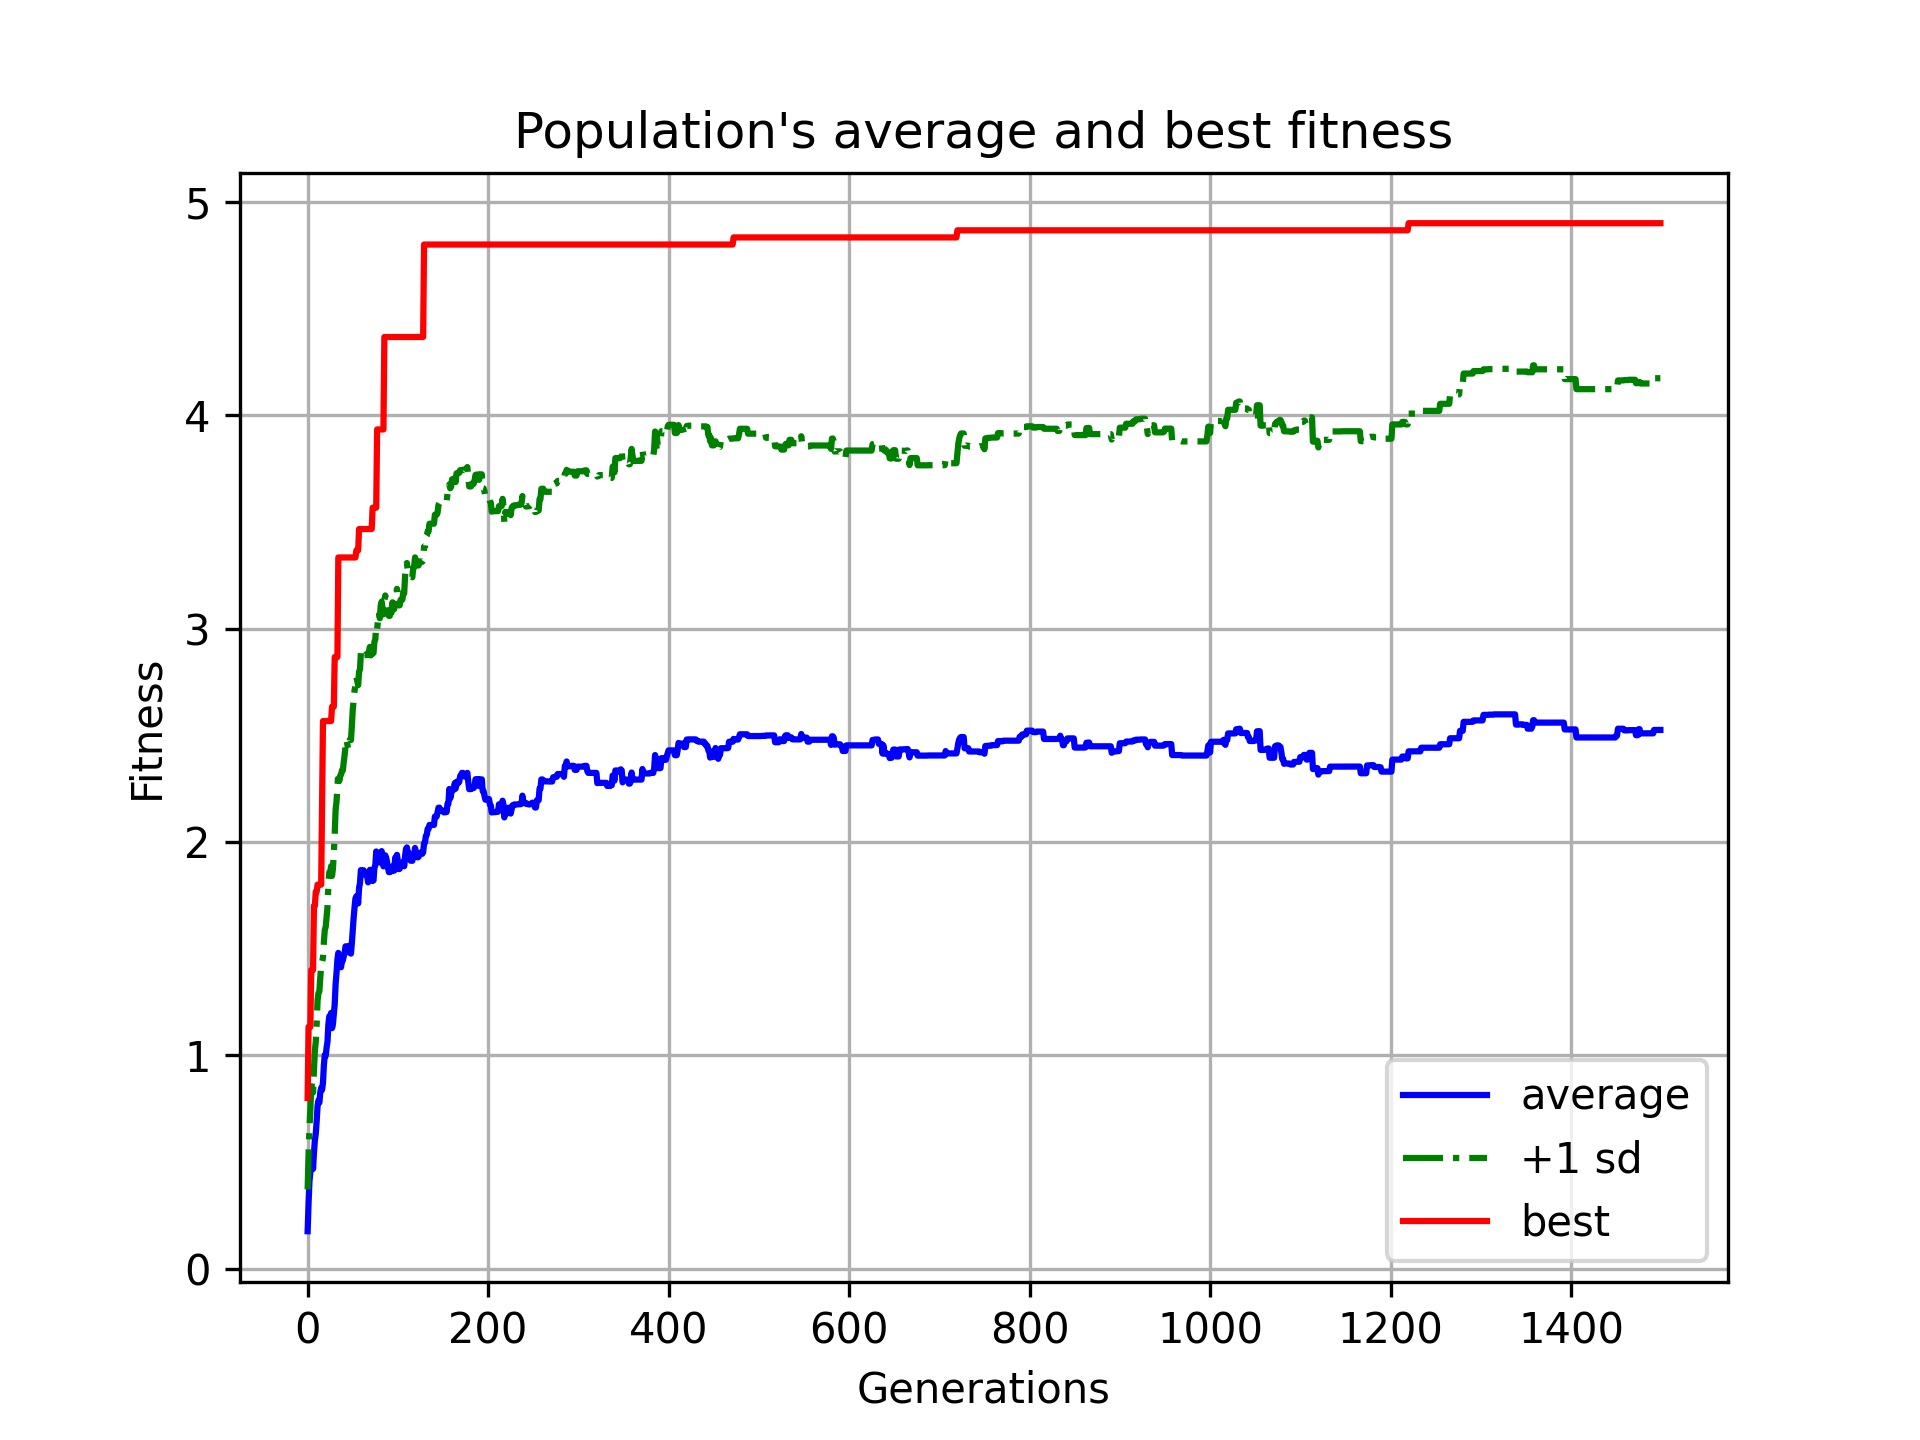 Population's average and best fitness
5
4
3
2
1
0
Fitness
0 200 400 600 800 1000 1200 1400
Generations
average
+1 sd
best